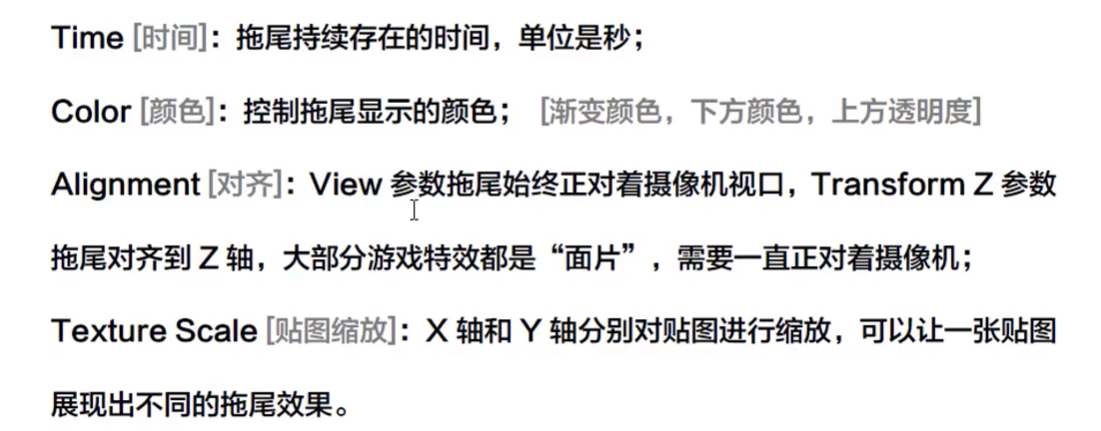 Time [时间]：拖尾持续存在的时间，单位是秒；
Color [颜色]：控制拖尾显示的颜色； [渐变颜色，下方颜色，上方透明度]
Alignment [对齐]：View 参数拖尾始终正对着摄像机视口，Transform Z 参数
拖尾对齐到 Z 轴，大部分游戏特效都是“面片”，需要一直正对着摄像机；
Texture Scale [贴图缩放]：X 轴和 Y 轴分别对贴图进行缩放，可以让一张贴图
展现出不同的拖尾效果。